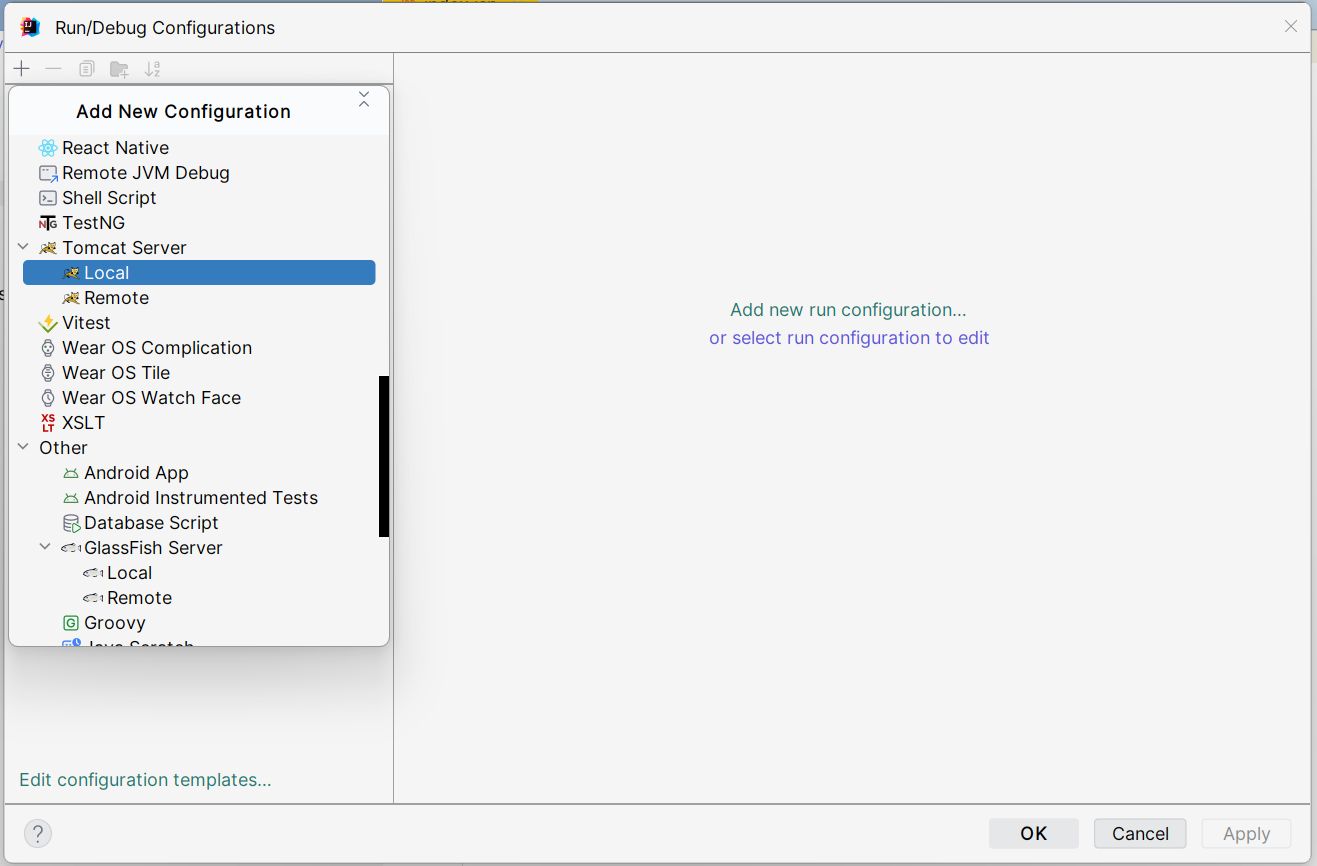 Run/Debug Configurations
Add New Configuration
React Native
Remote JVM Debug
Shell Script
TestNG
Tomcat Server
Local
Remote
Vitest
Wear OS Complication
Wear OS Tile
Wear OS Watch Face
XSLT
Other
Android App
Android Instrumented Tests
Database Script
GlassFish Server
Local
Remote
Groovy
Java Scratch
Add new run configuration...
or select run configuration to edit
Edit configuration templates...
?
OK
Cancel
Apply